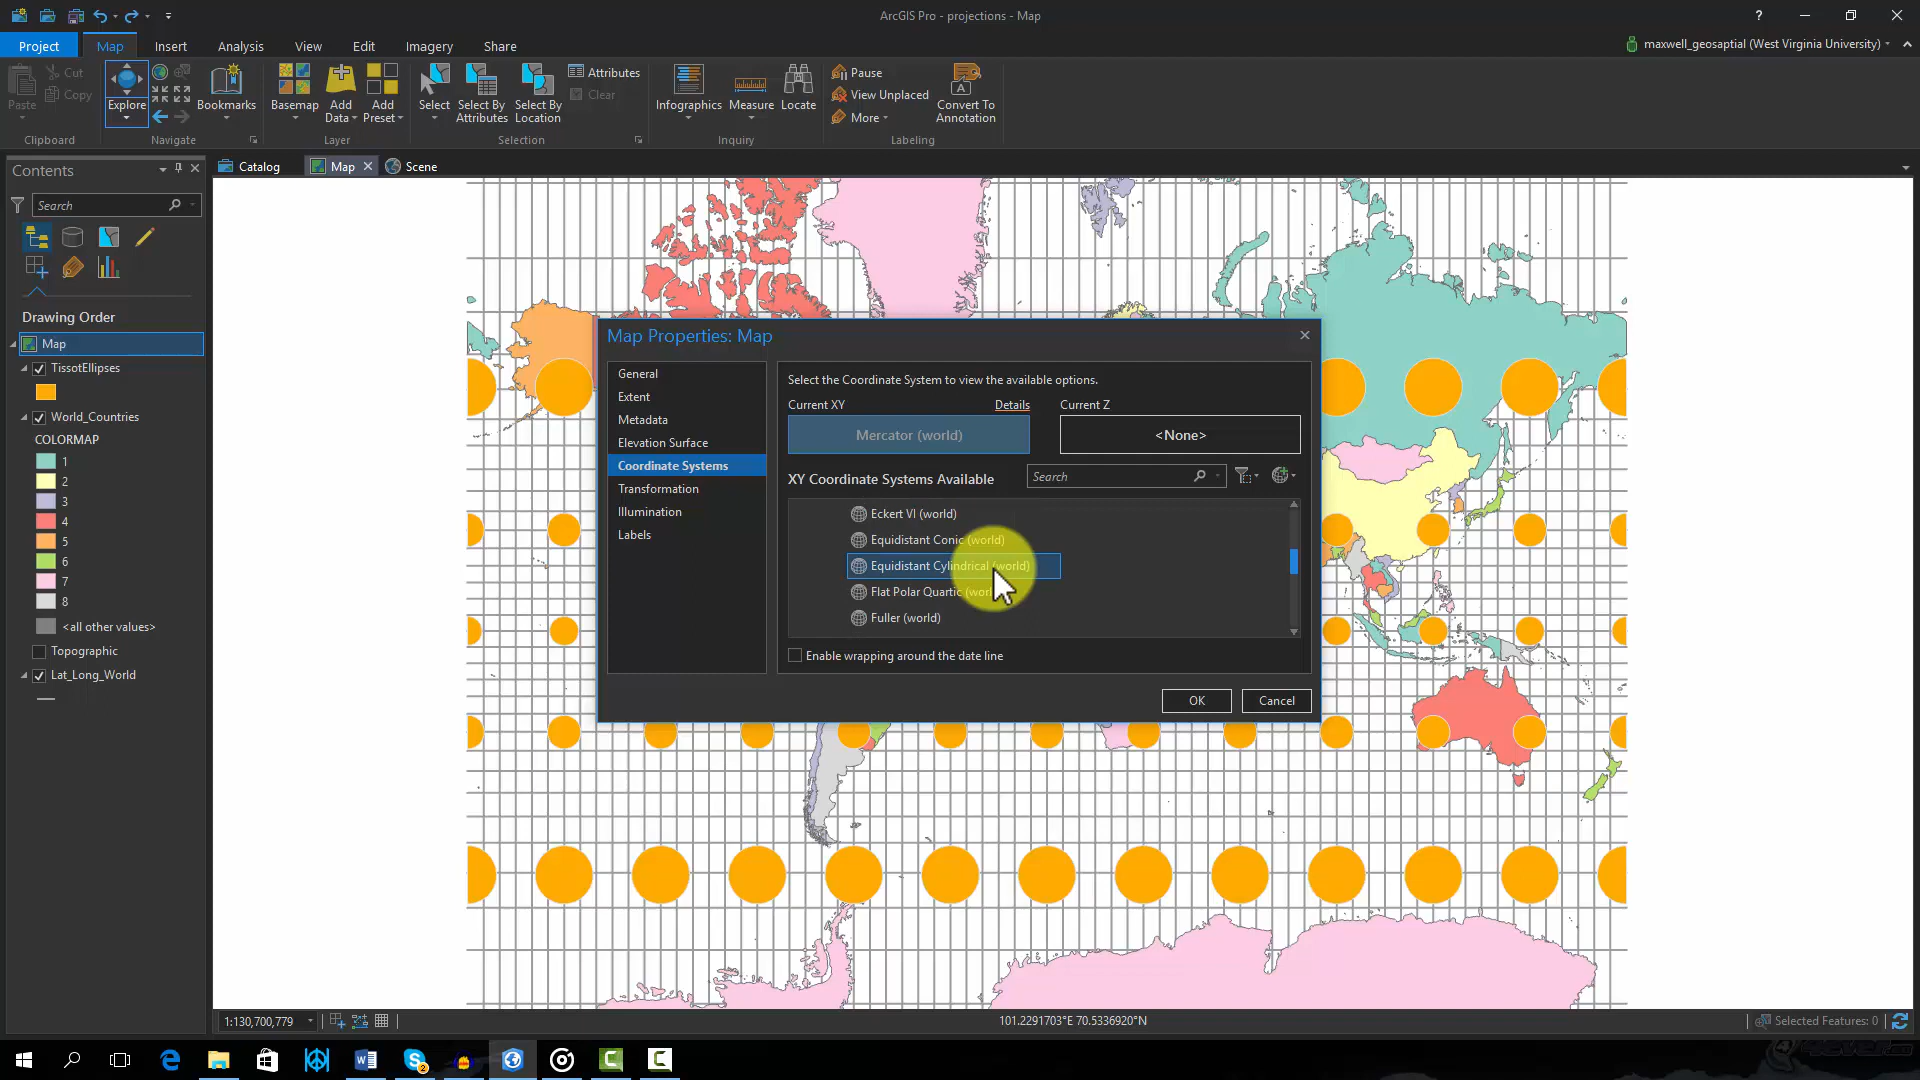 ArcGIS Pro - projections - Map
?
Project
Map
Insert
Analysis
View
Edit
Imagery
Share
maxwell_geosaptial (West Virginia University)
Paste
Cut
Copy
Clipboard
Explore
Bookmarks
Navigate
Basemap
Add Data
Add Preset
Layer
Select
Select By Attributes
Select By Location
Attributes
Clear
Selection
Infographics
Measure
Locate
Inquiry
Pause
View Unplaced
More
Convert To Annotation
Labeling
Contents
Search
Catalog
Map
Scene
Drawing Order
Map
TissotEllipses
World_Countries
COLORMAP
1
2
3
4
5
6
7
8
<all other values>
Topographic
Lat_Long_World
Map Properties: Map
General
Extent
Metadata
Elevation Surface
Coordinate Systems
Transformation
Illumination
Labels
Select the Coordinate System to view the available options.
Current XY
Details
Current Z
Mercator (world)
<None>
XY Coordinate Systems Available
Search
Eckert VI (world)
Equidistant Conic (world)
Equidistant Cylindrical (world)
Flat Polar Quartic
Fuller (world)
Enable wrapping around the date line
OK
Cancel
1:130,700,779
101.2291703°E 70.5336920°N
Selected Features: 0
2